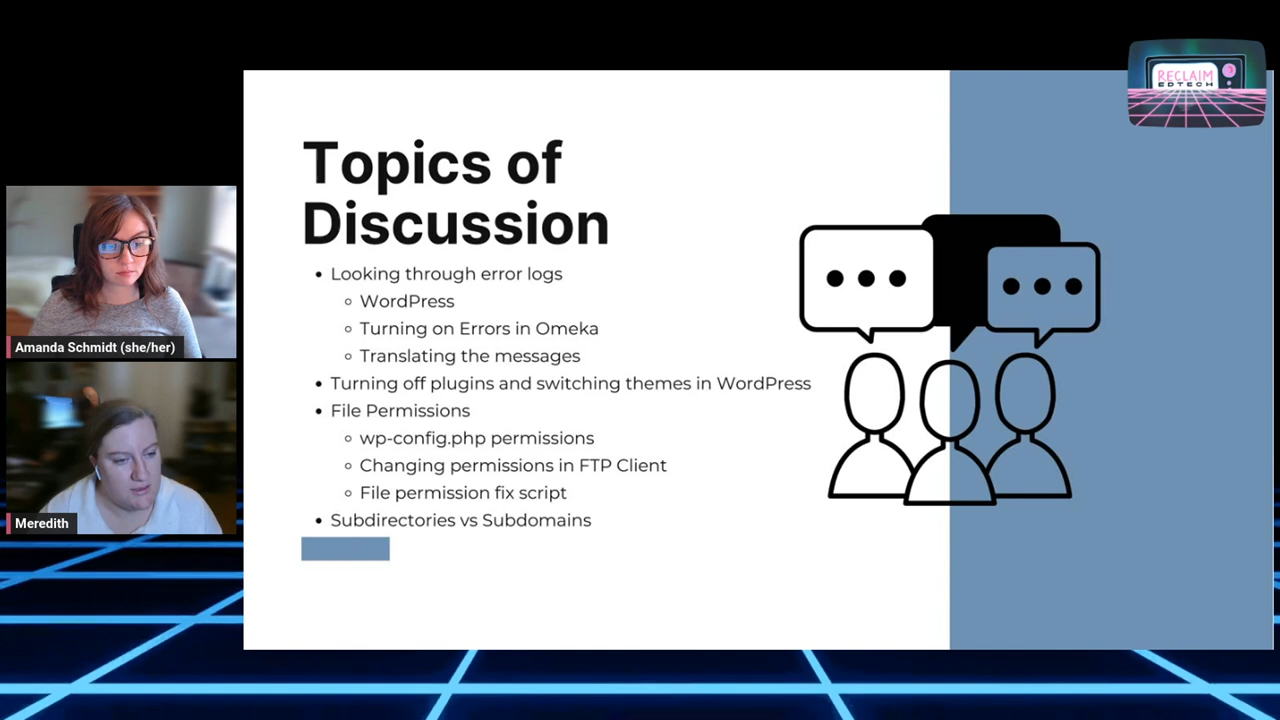 RECLAIM
EDTECH
Topics of
Discussion
Looking through error logs
WordPress
Turning on Errors in Omeka
Translating the messages
Turning off plugins and switching themes in WordPress
File Permissions
wp-config.php permissions
Changing permissions in FTP Client
File permission fix script
Subdirectories vs Subdomains
Amanda Schmidt (she/her)
Meredith